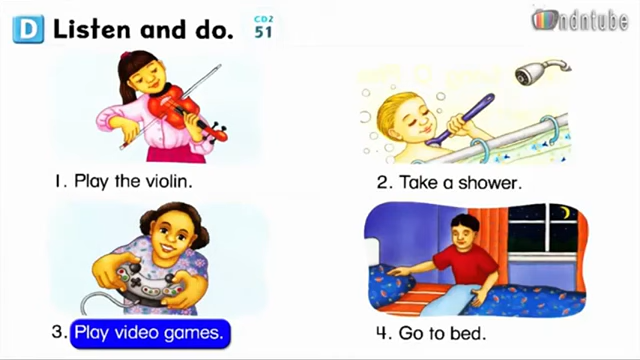 D Listen and do. CD2 51
ndntube
1. Play the violin.
2. Take a shower.
3. Play video games.
4. Go to bed.